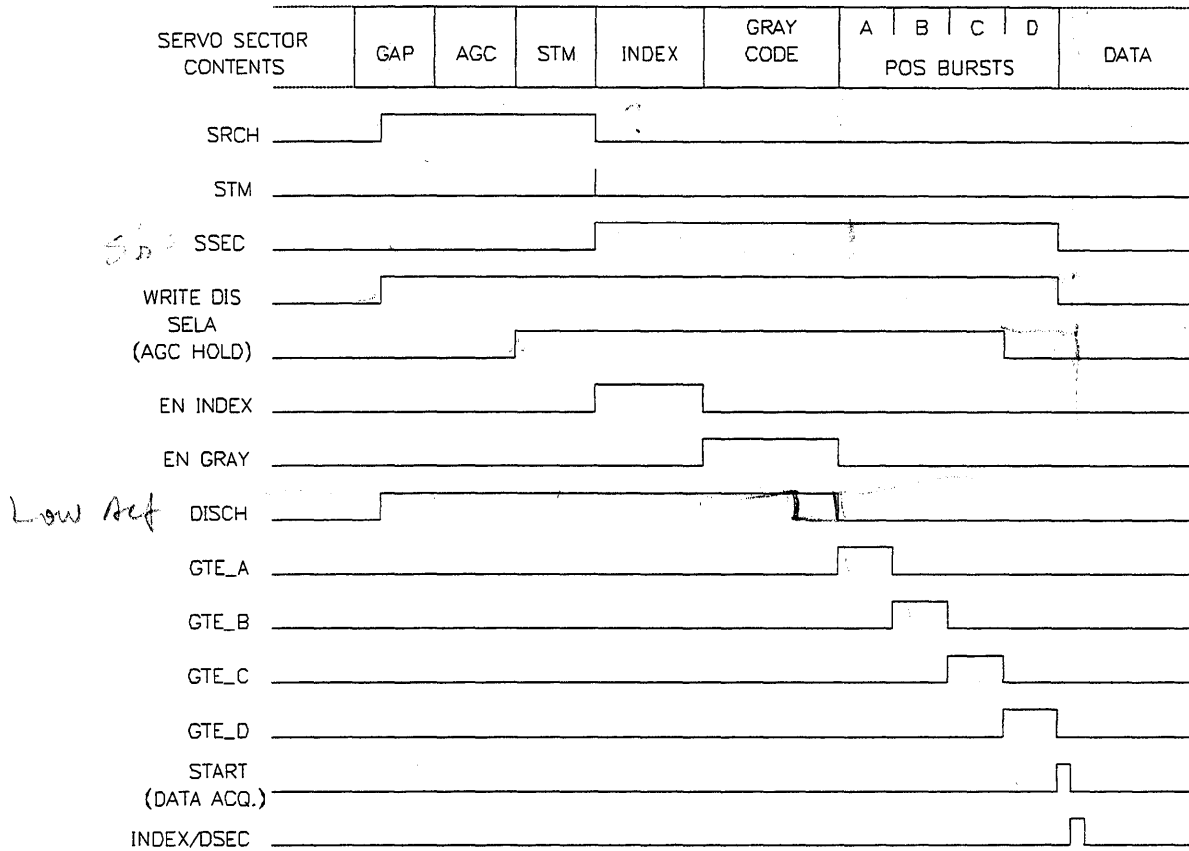 SERVO SECTOR CONTENTS GAP AGC STM INDEX GRAY CODE A B C D POS BURSTS DATA
SRCH
STM
SSEC
WRITE DIS
SELA
(AGC HOLD)
EN INDEX
EN GRAY
Low Act DISCH
GTE_A
GTE_B
GTE_C
GTE_D
START
(DATA ACQ.)
INDEX/DSEC